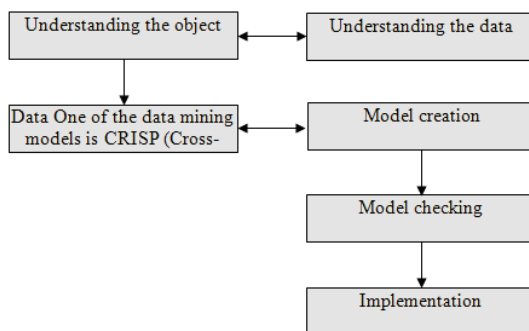 Understanding the object
Understanding the data
Data One of the data mining
models is CRISP (Cross-
Model creation
Model checking
Implementation